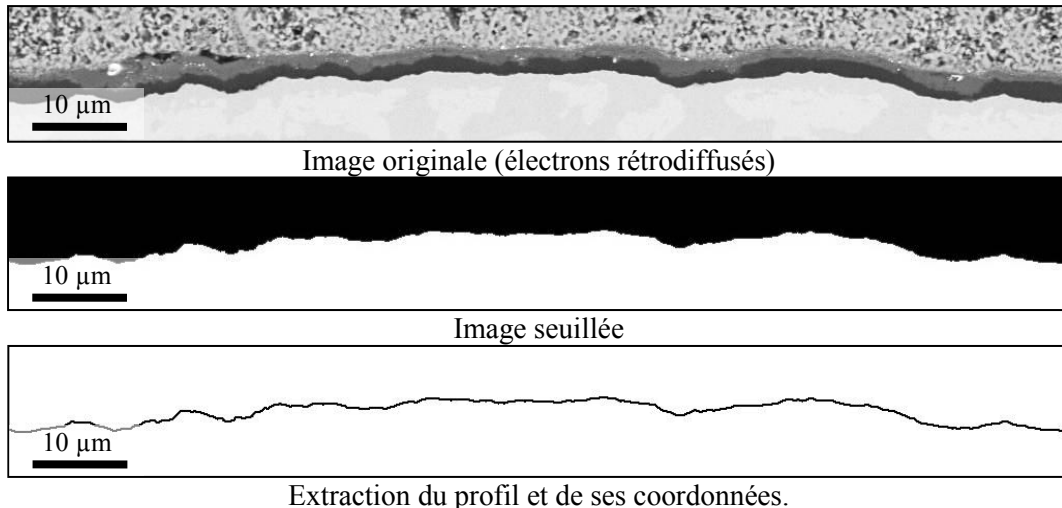 10 µm
Image originale (électrons rétrodiffusés)
10 µm
Image seuillée
10 µm
Extraction du profil et de ses coordonnées.